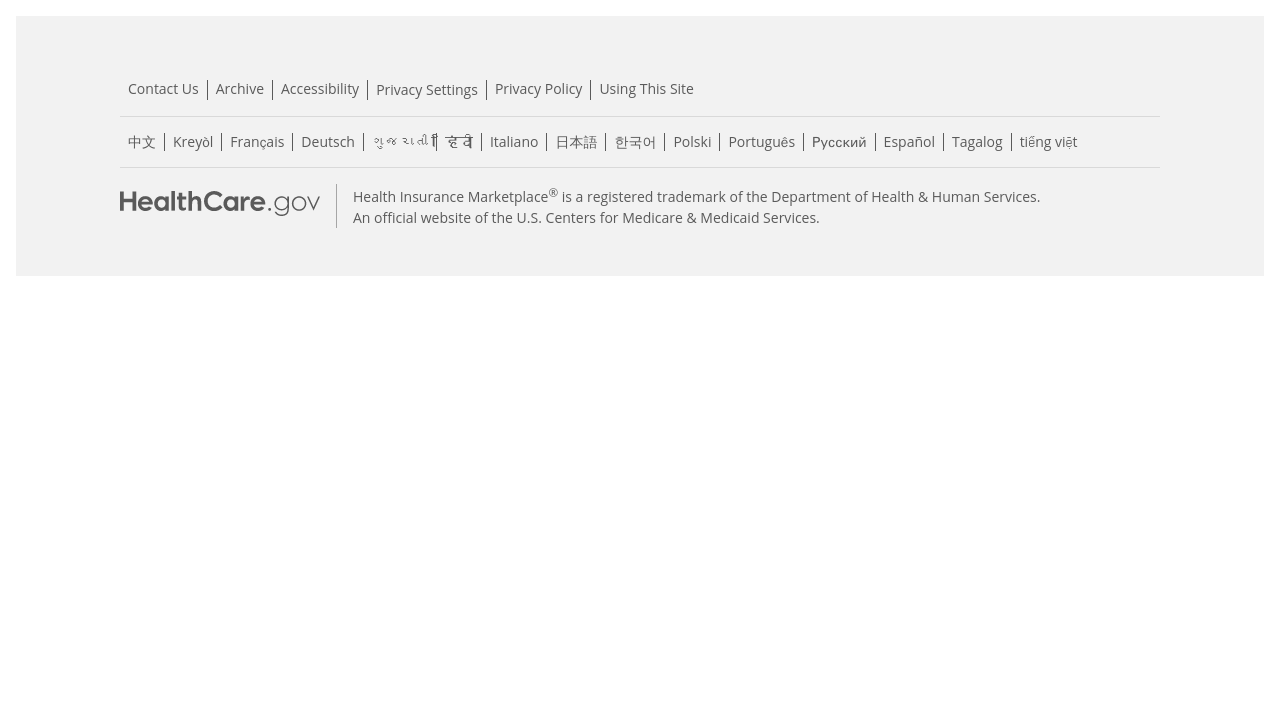 Contact Us Archive Accessibility Privacy Settings Privacy Policy Using This Site
中文 Kreyòl Français Deutsch ગુજરાતી हिंदी Italiano 日本語 한국어 Polski Português Русский Español Tagalog tiếng việt
HealthCare.gov
Health Insurance Marketplace® is a registered trademark of the Department of Health & Human Services.
An official website of the U.S. Centers for Medicare & Medicaid Services.